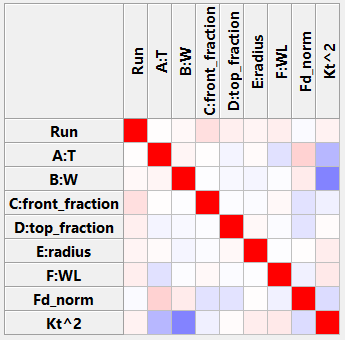 Run
A:T
B:W
C:front_fraction
D:top_fraction
E:radius
F:WL
Fd_norm
Kt^2
Run
A:T
B:W
C:front_fraction
D:top_fraction
E:radius
F:WL
Fd_norm
Kt^2